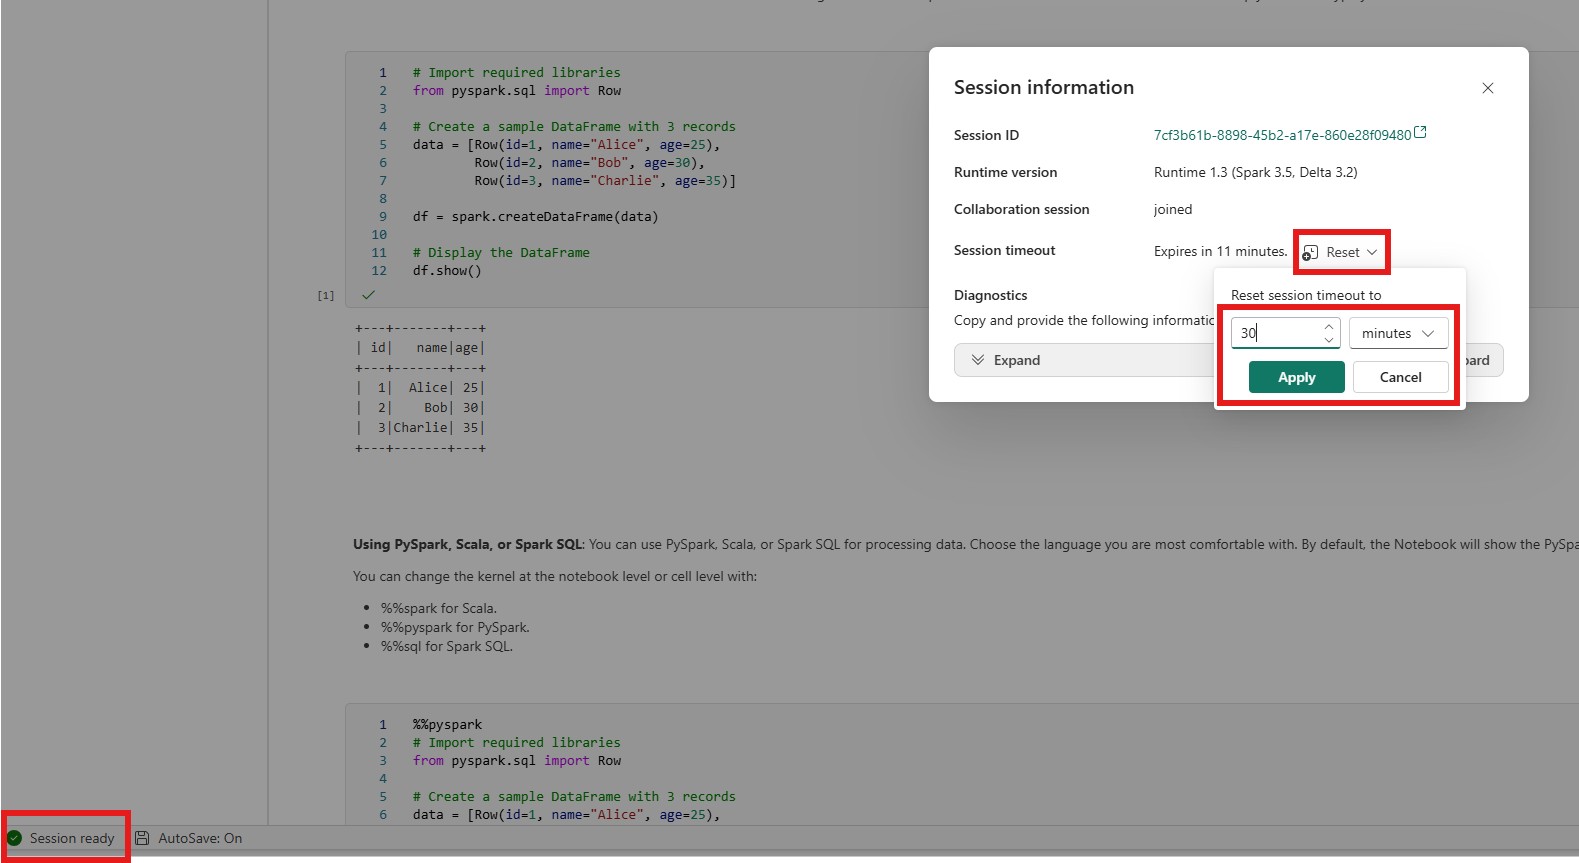 1 # Import required libraries
2 from pyspark.sql import Row
3
4 # Create a sample DataFrame with 3 records
5 data = [Row(id=1, name="Alice", age=25),
6 Row(id=2, name="Bob", age=30),
7 Row(id=3, name="Charlie", age=35)]
8
9 df = spark.createDataFrame(data)
10
11 # Display the DataFrame
12 df.show()
[1]
+---+-------+---+
| id| name|age|
+---+-------+---+
| 1| Alice| 25|
| 2| Bob| 30|
| 3|Charlie| 35|
+---+-------+---+
Using PySpark, Scala, or Spark SQL: You can use PySpark, Scala, or Spark SQL for processing data. Choose the language you are most comfortable with. By default, the Notebook will show the PySpa
You can change the kernel at the notebook level or cell level with:
• %%spark for Scala.
• %%pyspark for PySpark.
• %%sql for Spark SQL.
1 %%pyspark
2 # Import required libraries
3 from pyspark.sql import Row
4
5 # Create a sample DataFrame with 3 records
6 data = [Row(id=1, name="Alice", age=25),
Session ready AutoSave: On
Session information
Session ID 7cf3b61b-8898-45b2-a17e-860e28f09480
Runtime version Runtime 1.3 (Spark 3.5, Delta 3.2)
Collaboration session joined
Session timeout Expires in 11 minutes. Reset
Diagnostics
Copy and provide the following informatic
Expand
oard
Reset session timeout to
30 minutes
Apply Cancel